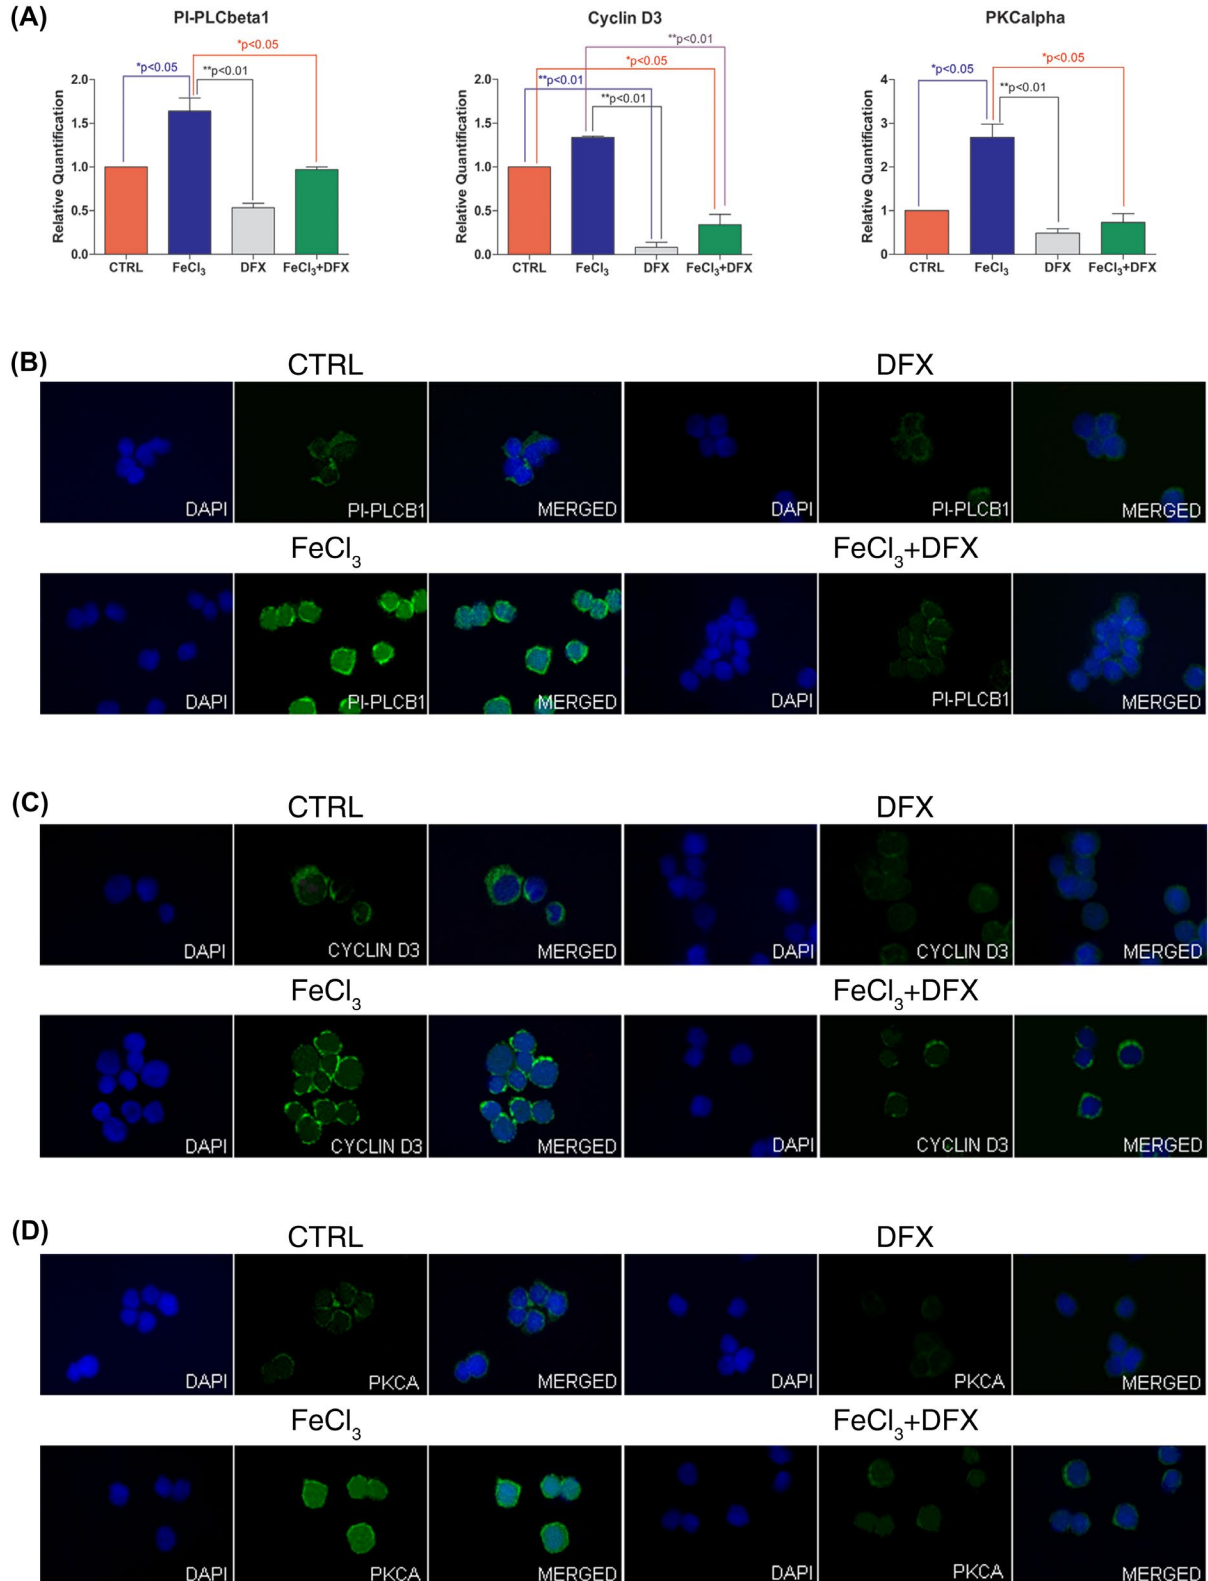 (A)
PI-PLCbeta1
Cyclin D3
PKCalpha
*p<0.05
*p<0.05
**p<0.01
Relative Quantification
2.0
1.5
1.0
0.5
0.0
CTRL FeCl3 DFX FeCl3+DFX
**p<0.01
*p<0.05
**p<0.01
**p<0.01
Relative Quantification
2.0
1.5
1.0
0.5
0.0
CTRL FeCl3 DFX FeCl3+DFX
*p<0.05
*p<0.05
**p<0.01
Relative Quantification
4
3
2
1
0
CTRL FeCl3 DFX FeCl3+DFX
(B)
CTRL DFX
DAPI PI-PLCB1 MERGED DAPI PI-PLCB1 MERGED
FeCl3 FeCl3+DFX
DAPI PI-PLCB1 MERGED DAPI PI-PLCB1 MERGED
(C)
CTRL DFX
DAPI CYCLIN D3 MERGED DAPI CYCLIN D3 MERGED
FeCl3 FeCl3+DFX
DAPI CYCLIN D3 MERGED DAPI CYCLIN D3 MERGED
(D)
CTRL DFX
DAPI PKCA MERGED DAPI PKCA MERGED
FeCl3 FeCl3+DFX
DAPI PKCA MERGED DAPI PKCA MERGED